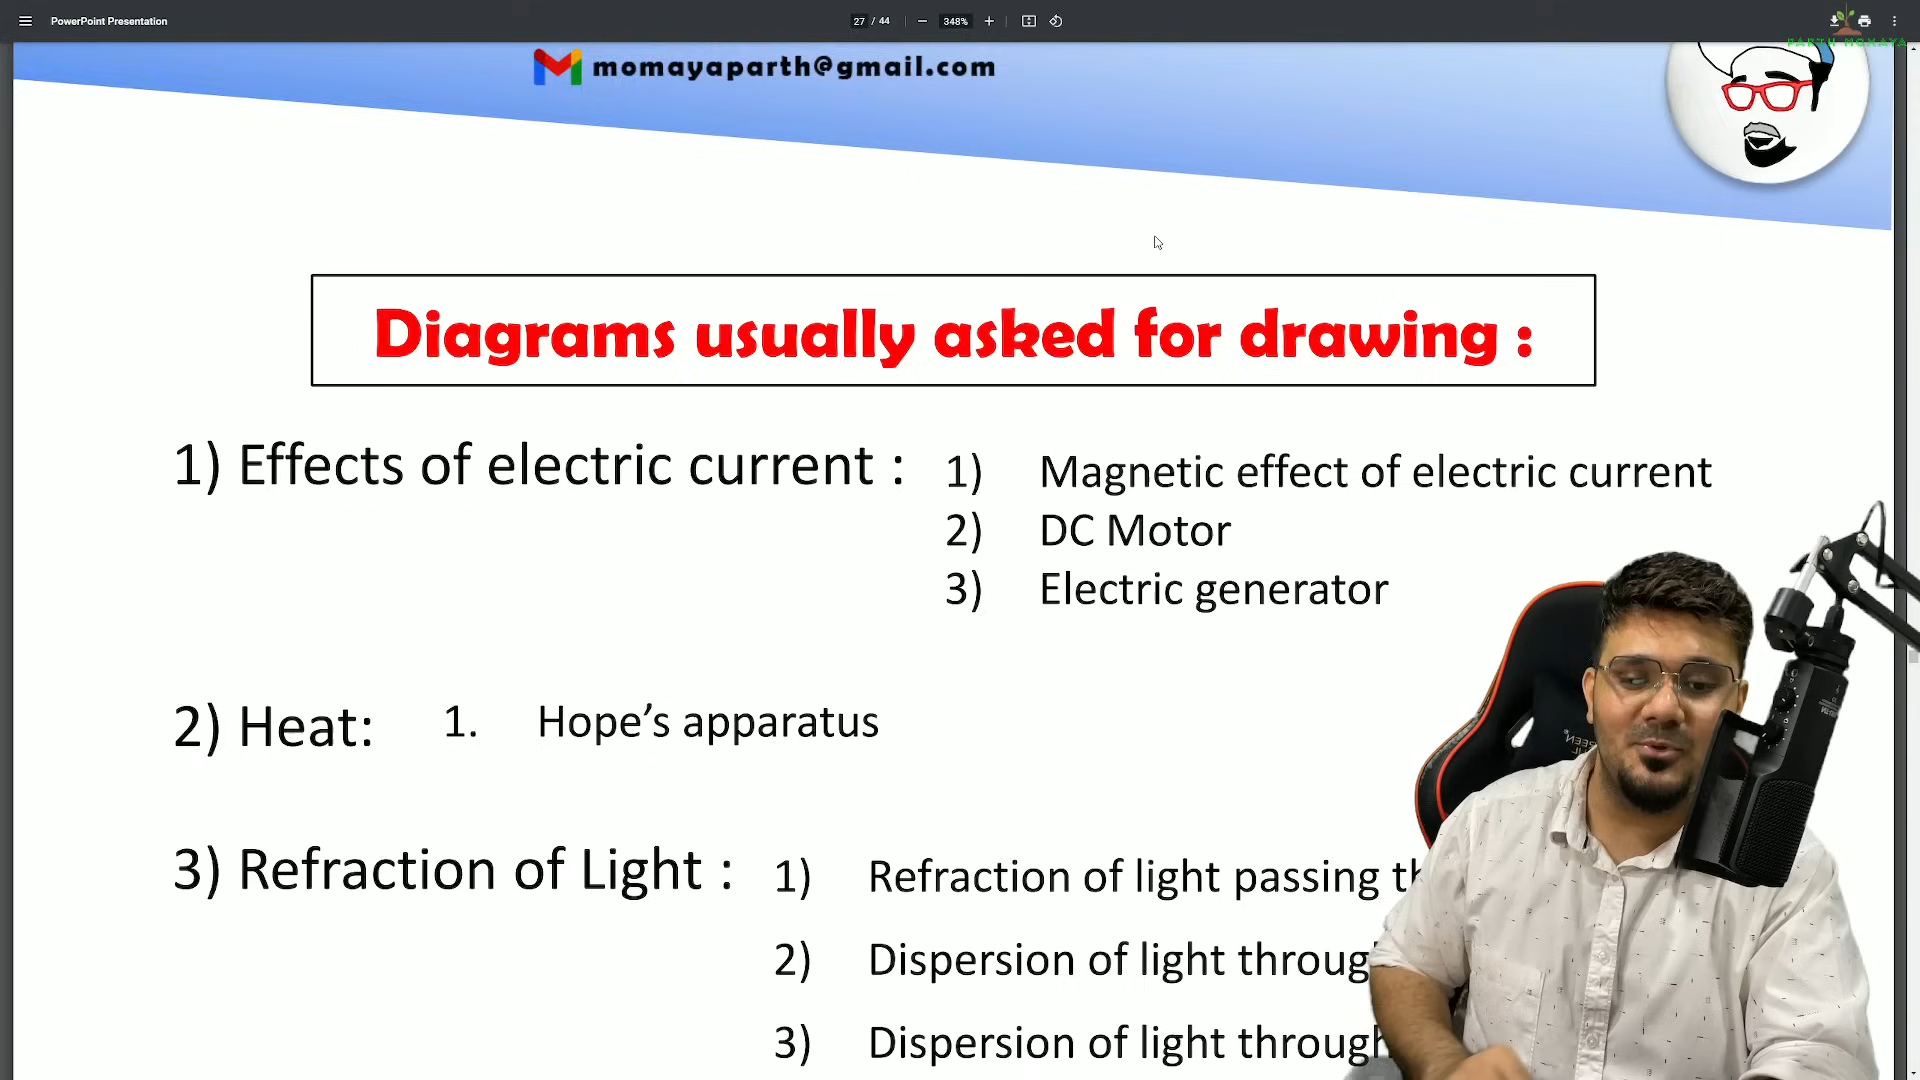 PowerPoint Presentation
27 / 44
348%
PARTH MOMAYA
momayaparth@gmail.com
Diagrams usually asked for drawing :
1) Effects of electric current :
1) Magnetic effect of electric current
2) DC Motor
3) Electric generator
2) Heat: 1. Hope’s apparatus
3) Refraction of Light : 1) Refraction of light passing
2) Dispersion of light
3) Dispersion of light